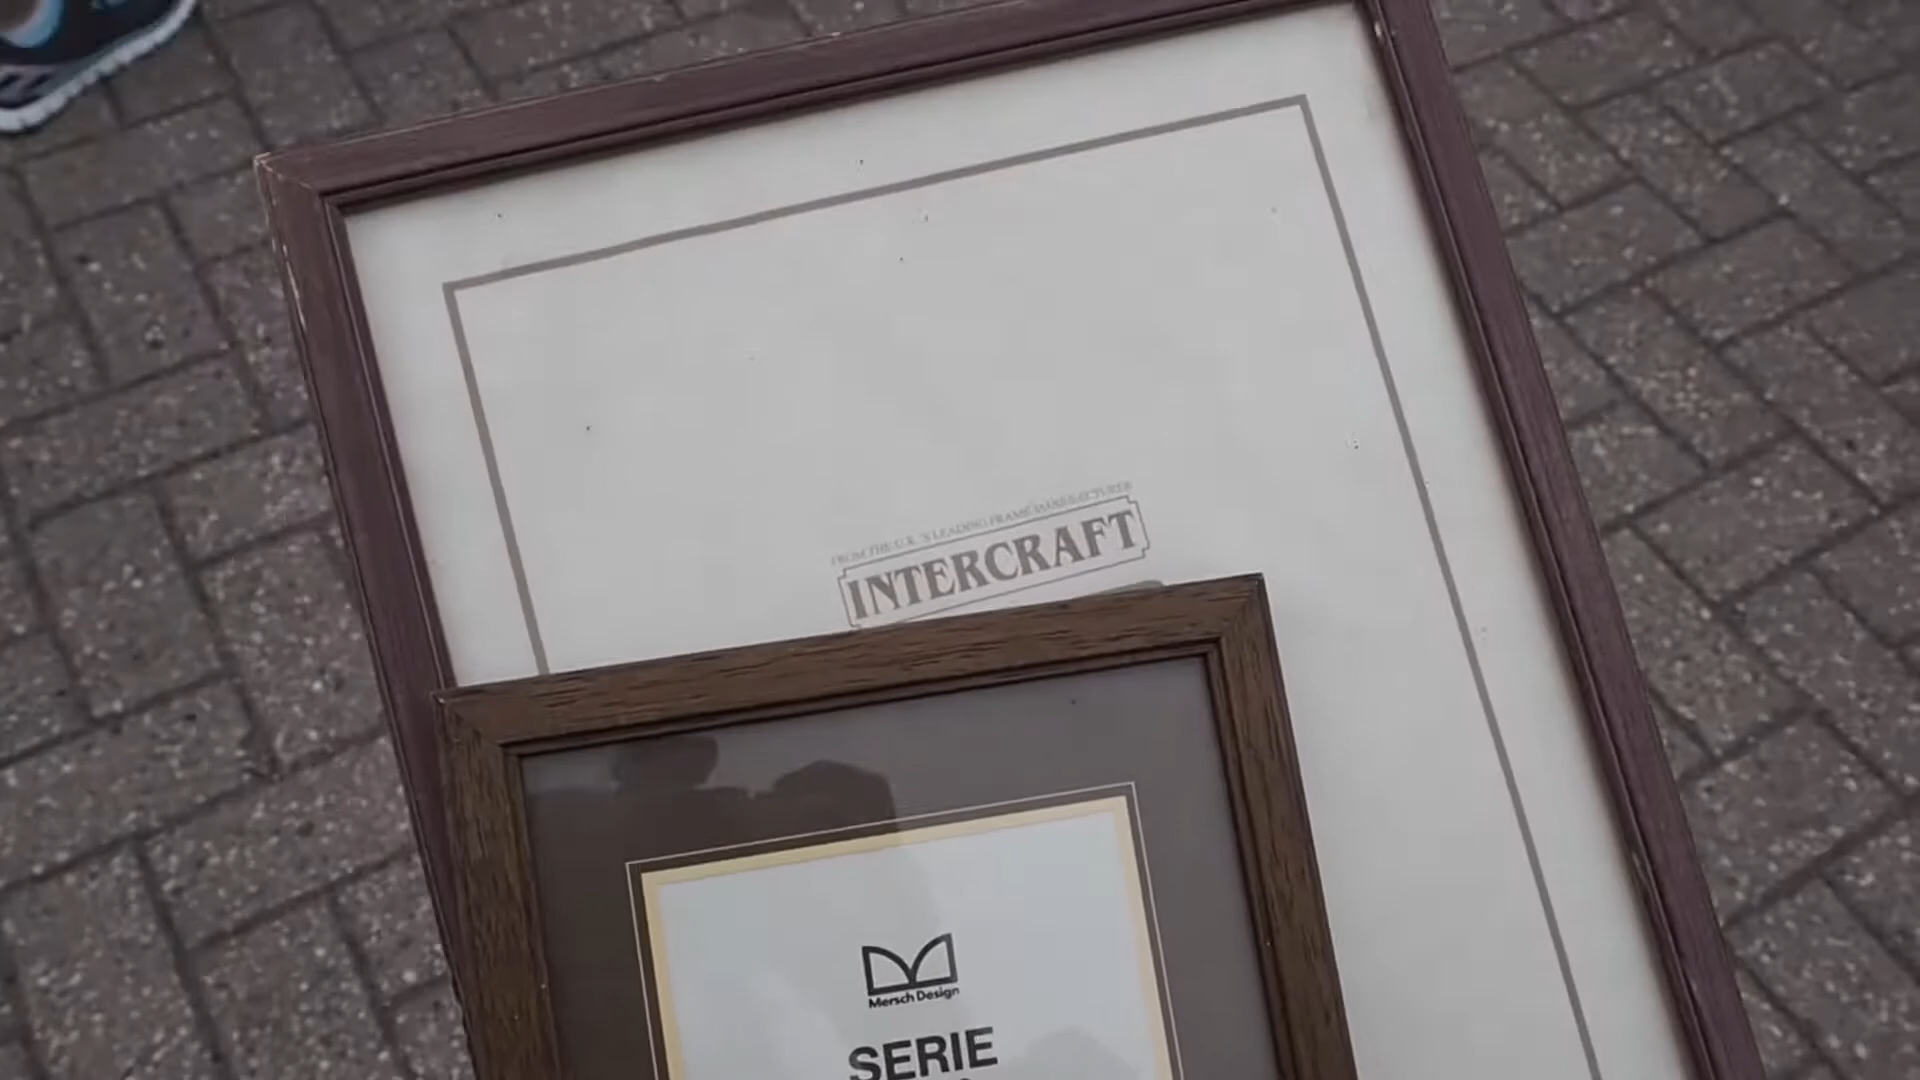 FROM THE U.K.'S LEADING FRAME MANUFACTURER
INTERCRAFT
Mersch Design
SERIE